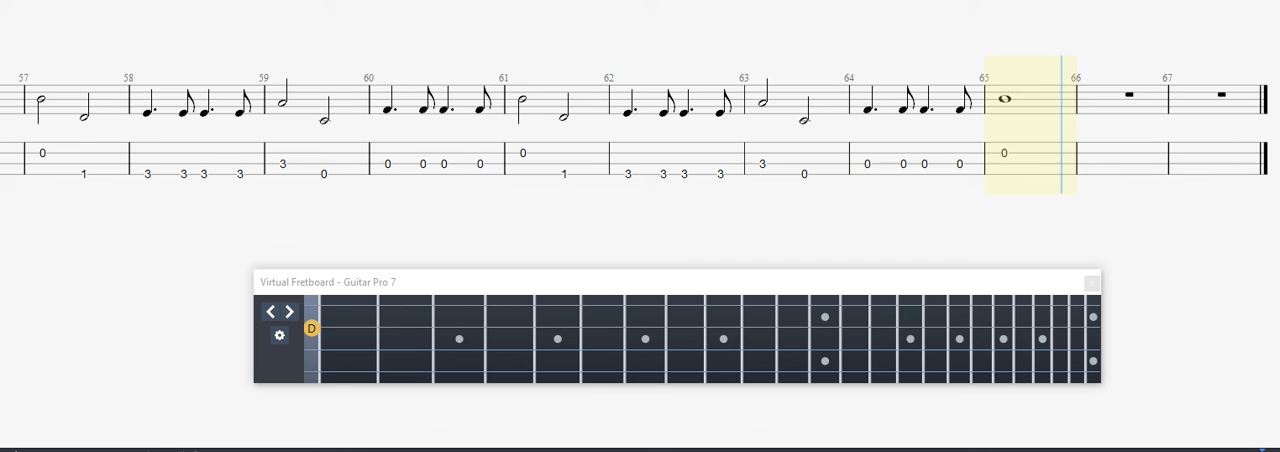 57 58 59 60 61 62 63 64 65 66 67
0 0 0
3 0 0 0 0 3 0 0 0 0
1 3 3 3 3 0 1 3 3 3 3 0
Virtual Fretboard - Guitar Pro 7
D